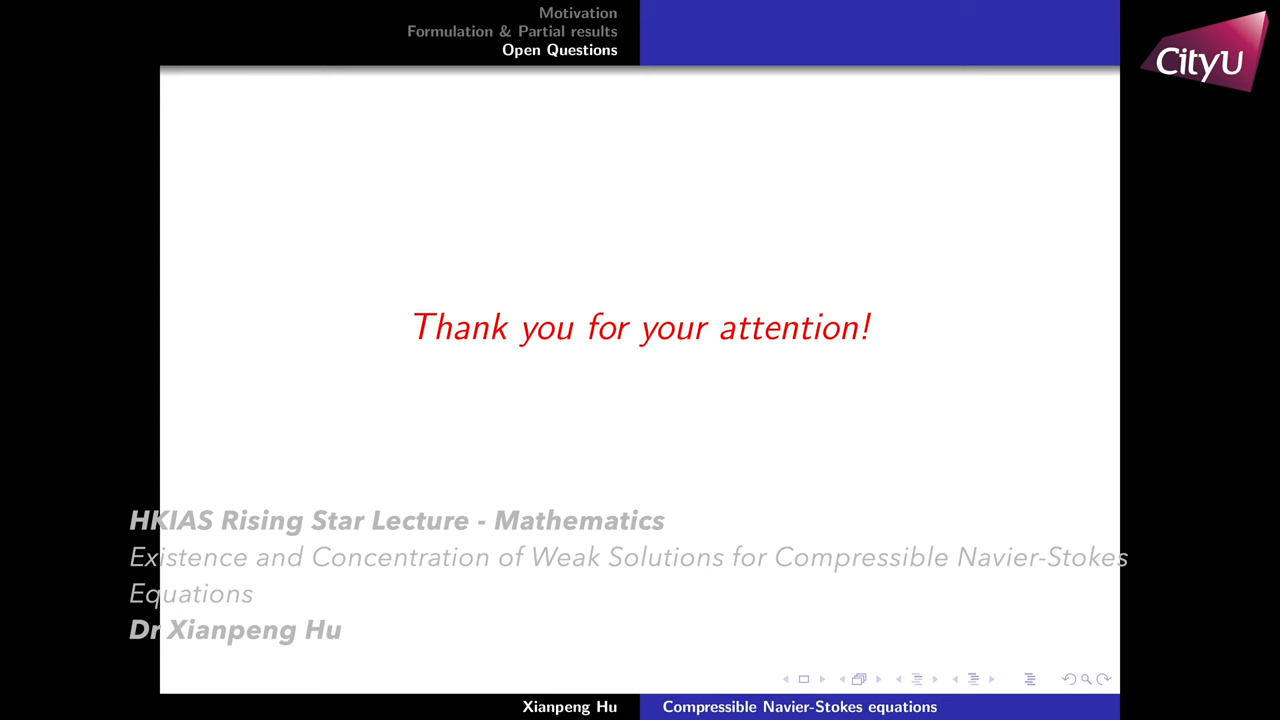 Motivation
Formulation & Partial results
Open Questions
CityU
Thank you for your attention!
HKIAS Rising Star Lecture - Mathematics
Existence and Concentration of Weak Solutions for Compressible Navier-Stokes
Equations
Dr Xianpeng Hu
Xianpeng Hu
Compressible Navier-Stokes equations